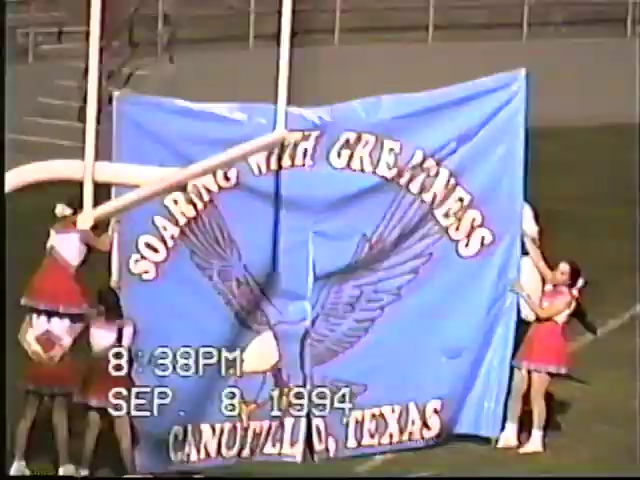 SOARING WITH GREATNESS
8:38PM
SEP. 8 1994
CANUTILLO, TEXAS